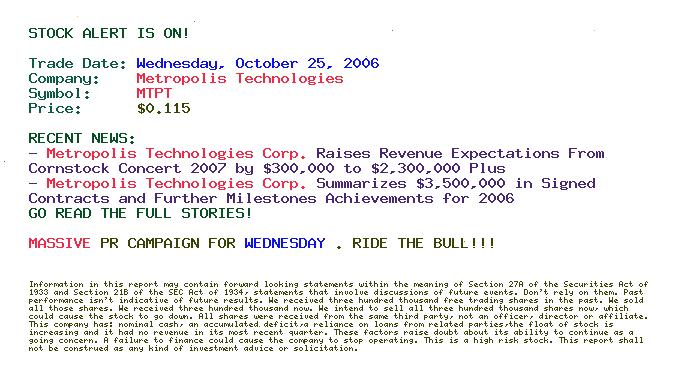 STOCK ALERT IS ON!
Trade Date: Wednesday, October 25, 2006
Company: Metropolis Technologies
Symbol: MTPT
Price: $0.115
RECENT NEWS:
- Metropolis Technologies Corp. Raises Revenue Expectations From
Cornstock Concert 2007 by $300,000 to $2,300,000 Plus
- Metropolis Technologies Corp. Summarizes $3,500,000 in Signed
Contracts and Further Milestones Achievements for 2006
GO READ THE FULL STORIES!
MASSIVE PR CAMPAIGN FOR WEDNESDAY . RIDE THE BULL!!!
Information in this report may contain forward looking statements within the meaning of Section 27A of the Securities Act of
1933 and Section 21B of the SEC Act of 1934, statements that involve discussions of future events. Don't rely on them. Past
performance isn't indicative of future results. We received three hundred thousand free trading shares in the past. We sold
all those shares. We received three hundred thousand now. We intend to sell all three hundred thousand shares now, which
could cause the stock to go down. All shares were received from the same third party, not an officer, director or affiliate.
This company has: nominal cash, an accumulated deficit,a reliance on loans from related parties,the float of stock is
increasing and it had no revenue in its most recent quarter. These factors raise doubt about its ability to continue as a
going concern. A failure to finance could cause the company to stop operating. This is a high risk stock. This report shall
not be construed as any kind of investment advice or solicitation.